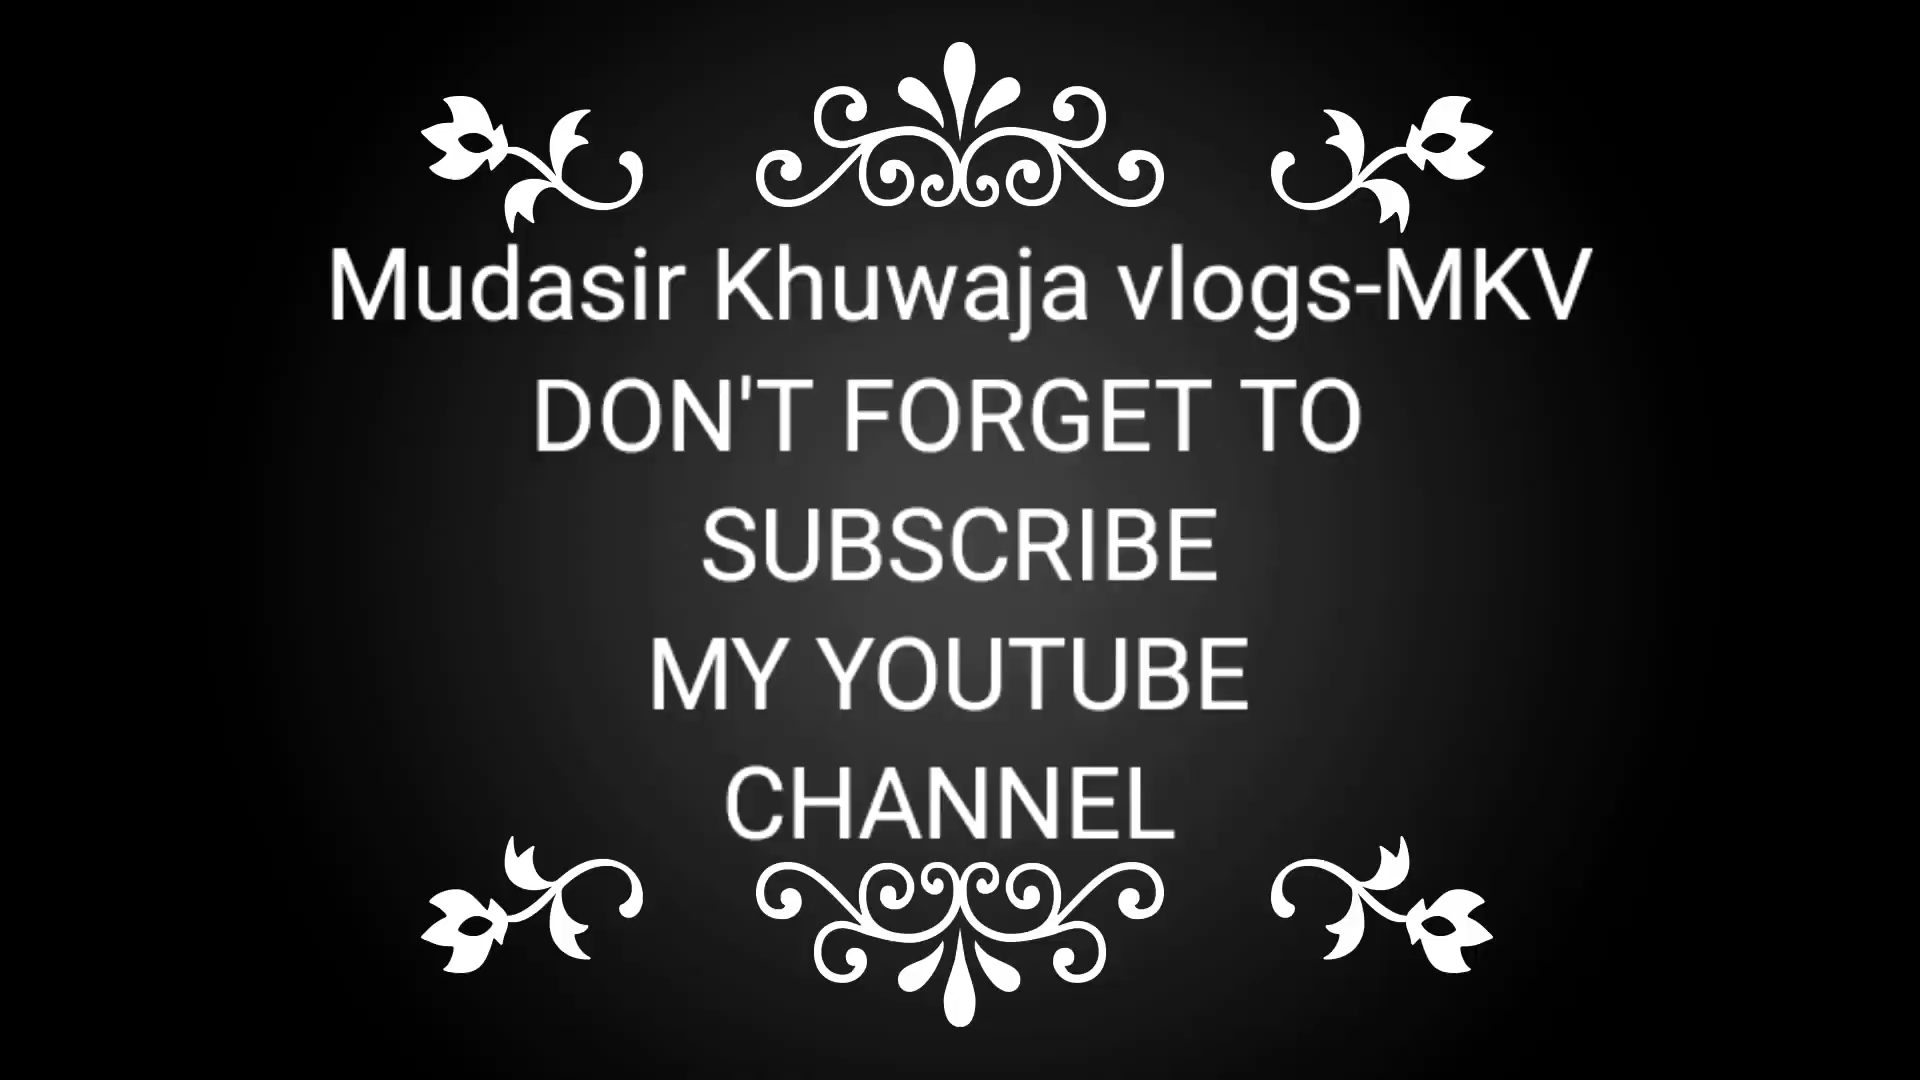 Mudasir Khuwaja vlogs-MKV
DON'T FORGET TO
SUBSCRIBE
MY YOUTUBE
CHANNEL